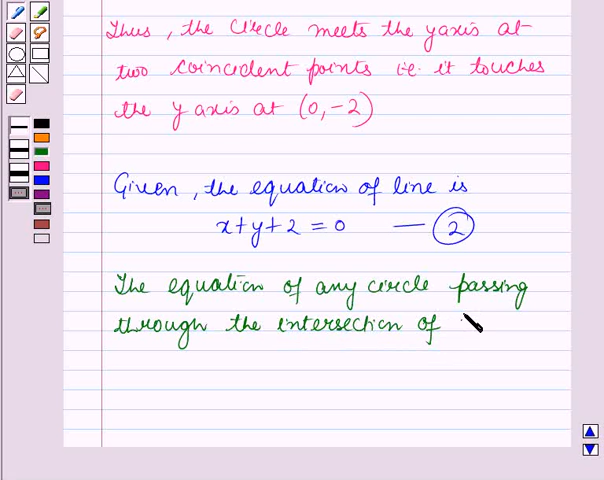 Thus, the Circle meets the y axis at
two coincident points i.e. it touches
the y axis at (0, -2)
Given, the equation of line is
x + y + 2 = 0 — 2
The equation of any circle passing
through the intersection of